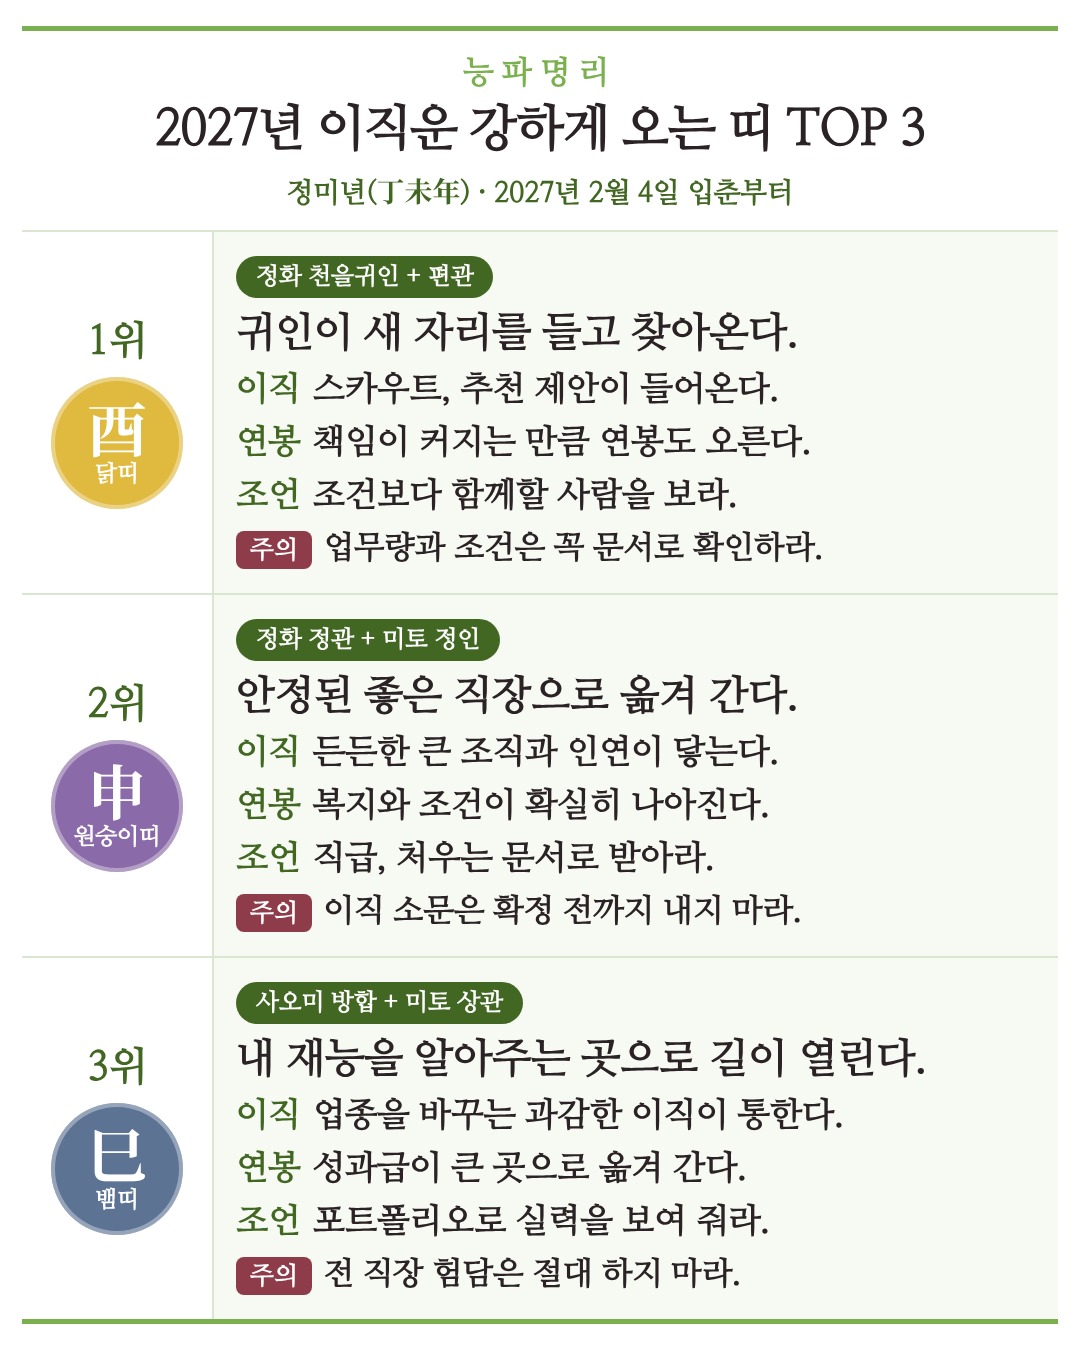 능파명리
2027년 이직운 강하게 오는 띠 TOP 3
정미년(丁未年) · 2027년 2월 4일 입춘부터
1위
酉
닭띠
정화 천을귀인 + 편관
귀인이 새 자리를 들고 찾아온다.
이직 스카우트, 추천 제안이 들어온다.
연봉 책임이 커지는 만큼 연봉도 오른다.
조언 조건보다 함께할 사람을 보라.
주의 업무량과 조건은 꼭 문서로 확인하라.
2위
申
원숭이띠
정화 정관 + 미토 정인
안정된 좋은 직장으로 옮겨 간다.
이직 든든한 큰 조직과 인연이 닿는다.
연봉 복지와 조건이 확실히 나아진다.
조언 직급, 처우는 문서로 받아라.
주의 이직 소문은 확정 전까지 내지 마라.
3위
巳
뱀띠
사오미 방합 + 미토 상관
내 재능을 알아주는 곳으로 길이 열린다.
이직 업종을 바꾸는 과감한 이직이 통한다.
연봉 성과급이 큰 곳으로 옮겨 간다.
조언 포트폴리오로 실력을 보여 줘라.
주의 전 직장 험담은 절대 하지 마라.